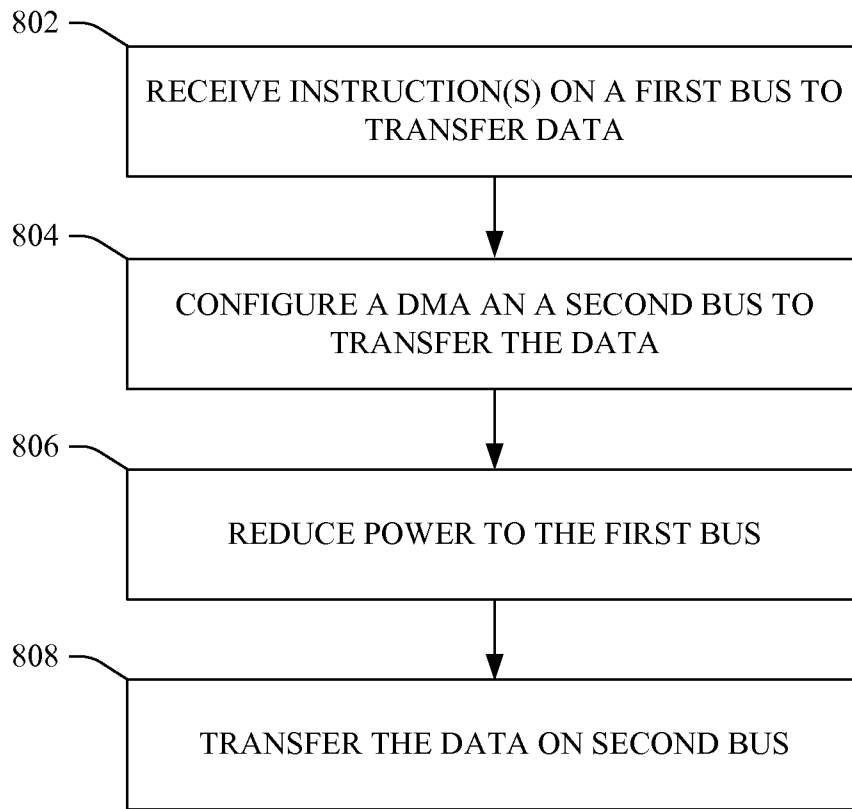 802
RECEIVE INSTRUCTION(S) ON A FIRST BUS TO
TRANSFER DATA
804
CONFIGURE A DMA AN A SECOND BUS TO
TRANSFER THE DATA
806
REDUCE POWER TO THE FIRST BUS
808
TRANSFER THE DATA ON SECOND BUS